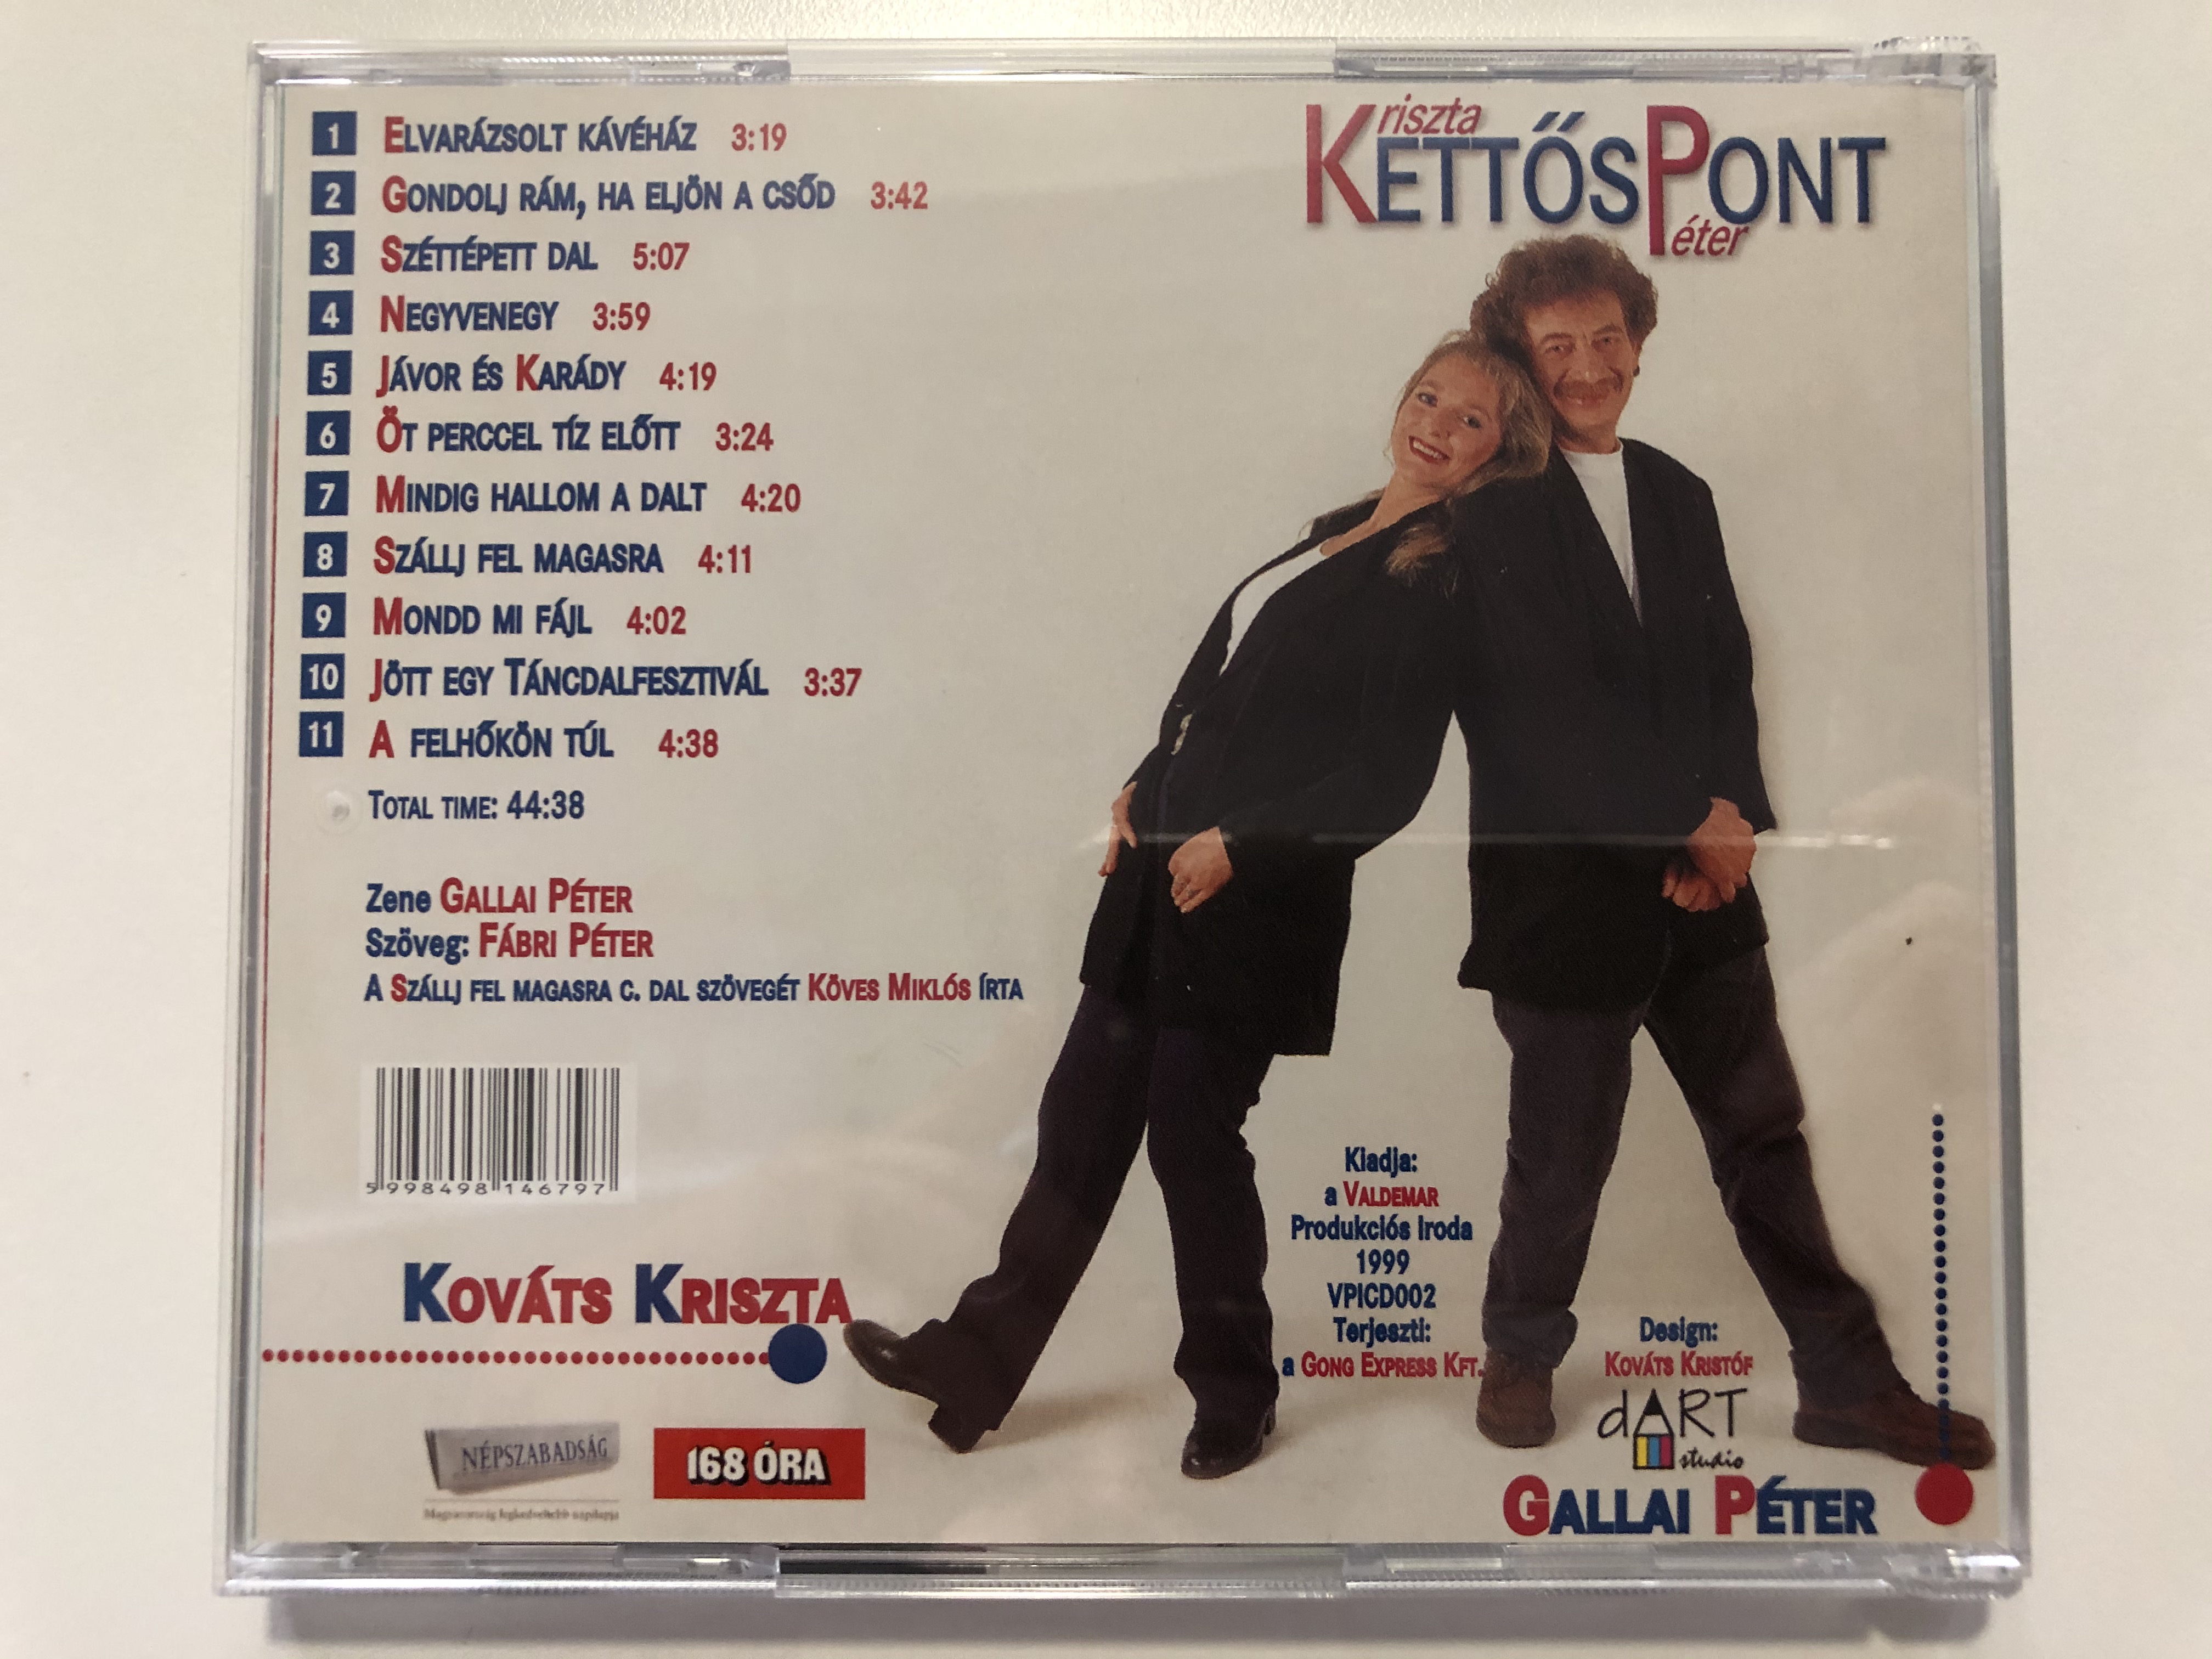 1 Elvarázsolt kávéház 3:19
2 Gondolj rám, ha eljön a csőd 3:42
3 Széttépett dal 5:07
4 Negyvenegy 3:59
5 Jávor és Karády 4:19
6 Öt perccel tíz előtt 3:24
7 Mindig hallom a dalt 4:20
8 Szállj fel magasra 4:11
9 Mondd mi fájl 4:02
10 Jött egy Táncdalfesztivál 3:37
11 A felhőkön túl 4:38
Total time: 44:38
Zene Gallai Péter
Szöveg: Fábri Péter
A Szállj fel magasra c. dal szövegét Köves Miklós írta
5998498146797
Kováts Kriszta
NÉPSZABADSÁG
Magyarország legkedveltebb napilapja
168 ÓRA
Kriszta
KettősPont
Péter
Kiadja:
a Valdemar
Produkciós Iroda
1999
VPICD002
Terjeszti:
a Gong Express Kft.
Design:
Kováts Kristóf
dART
studio
Gallai Péter